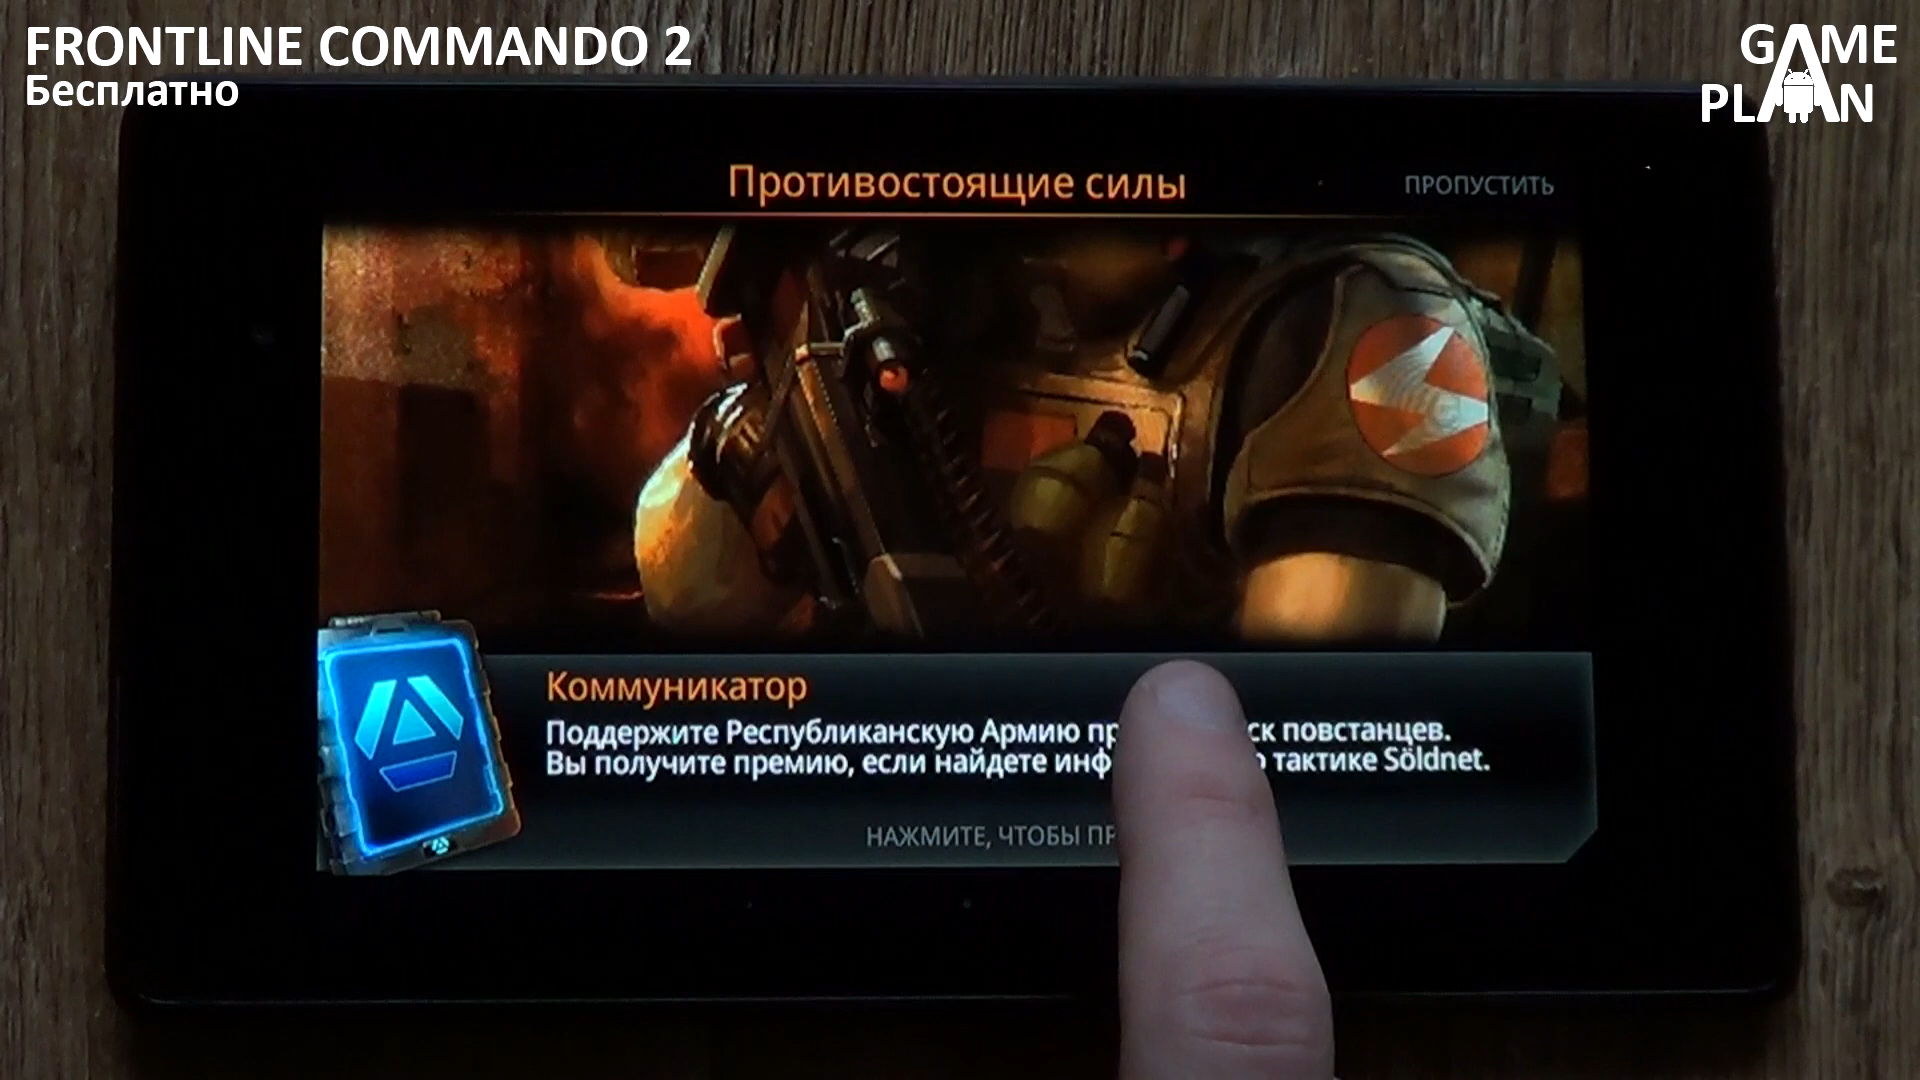 FRONTLINE COMMANDO 2
Бесплатно
GAME
PLAN
Противостоящие силы
ПРОПУСТИТЬ
Коммуникатор
Поддержите Республиканскую Армию повстанцев.
Вы получите премию, если найдете тактике Söldnet.
НАЖМИТЕ, ЧТОБЫ